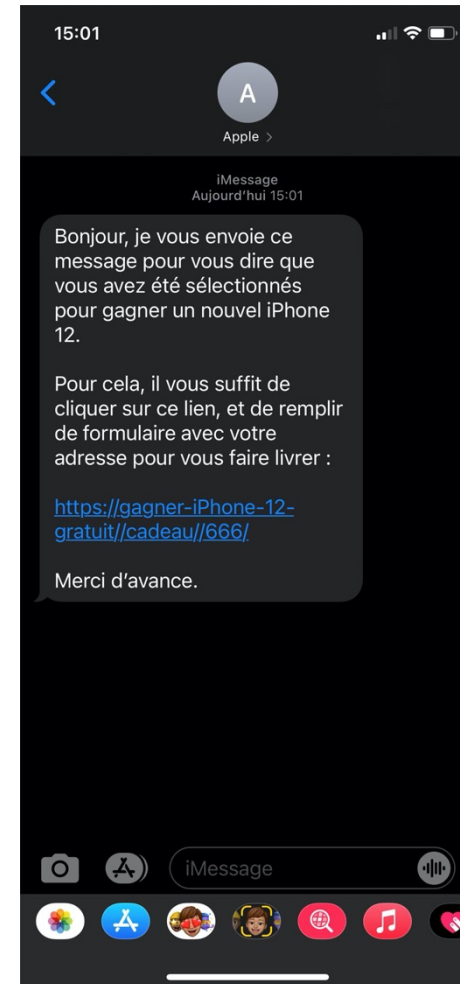 15:01
A
Apple >
iMessage
Aujourd'hui 15:01
Bonjour, je vous envoie ce
message pour vous dire que
vous avez été sélectionnés
pour gagner un nouvel iPhone
12.
Pour cela, il vous suffit de
cliquer sur ce lien, et de remplir
de formulaire avec votre
adresse pour vous faire livrer :
https://gagner-iPhone-12-
gratuit//cadeau//666/
Merci d'avance.
iMessage